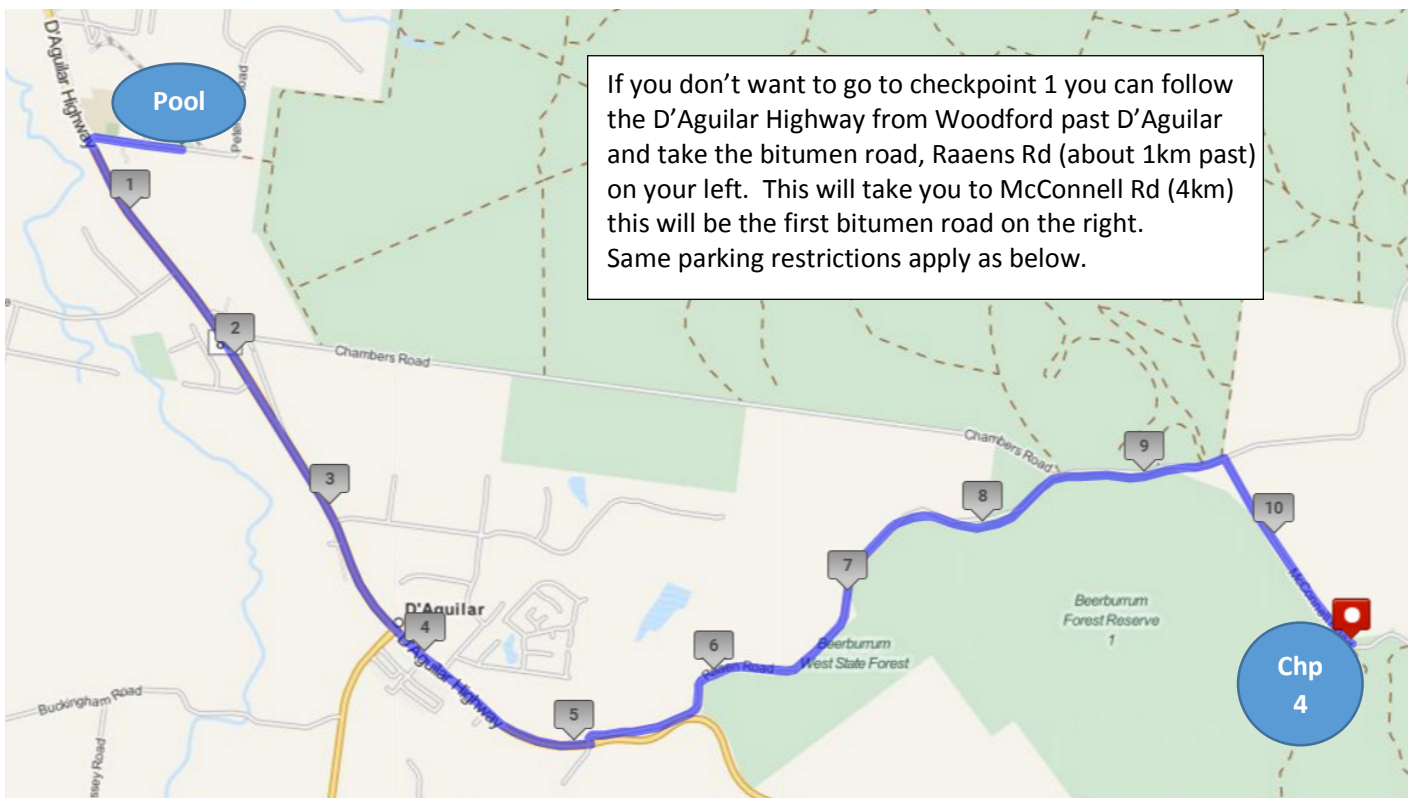 D'Aguilar Highway
Pool
Road
If you don’t want to go to checkpoint 1 you can follow
the D’Aguilar Highway from Woodford past D’Aguilar
and take the bitumen road, Raaens Rd (about 1km past)
on your left.  This will take you to McConnell Rd (4km)
this will be the first bitumen road on the right.
Same parking restrictions apply as below.
1
2
Chambers Road
Chambers Road
9
3
8
10
7
McConnell
D'Aguilar
4
D'Aguilar Highway
Beerburrum
Forest Reserve
1
6
Road
Beerburrum
West State Forest
Chp
4
Buckingham Road
5
ssey Road